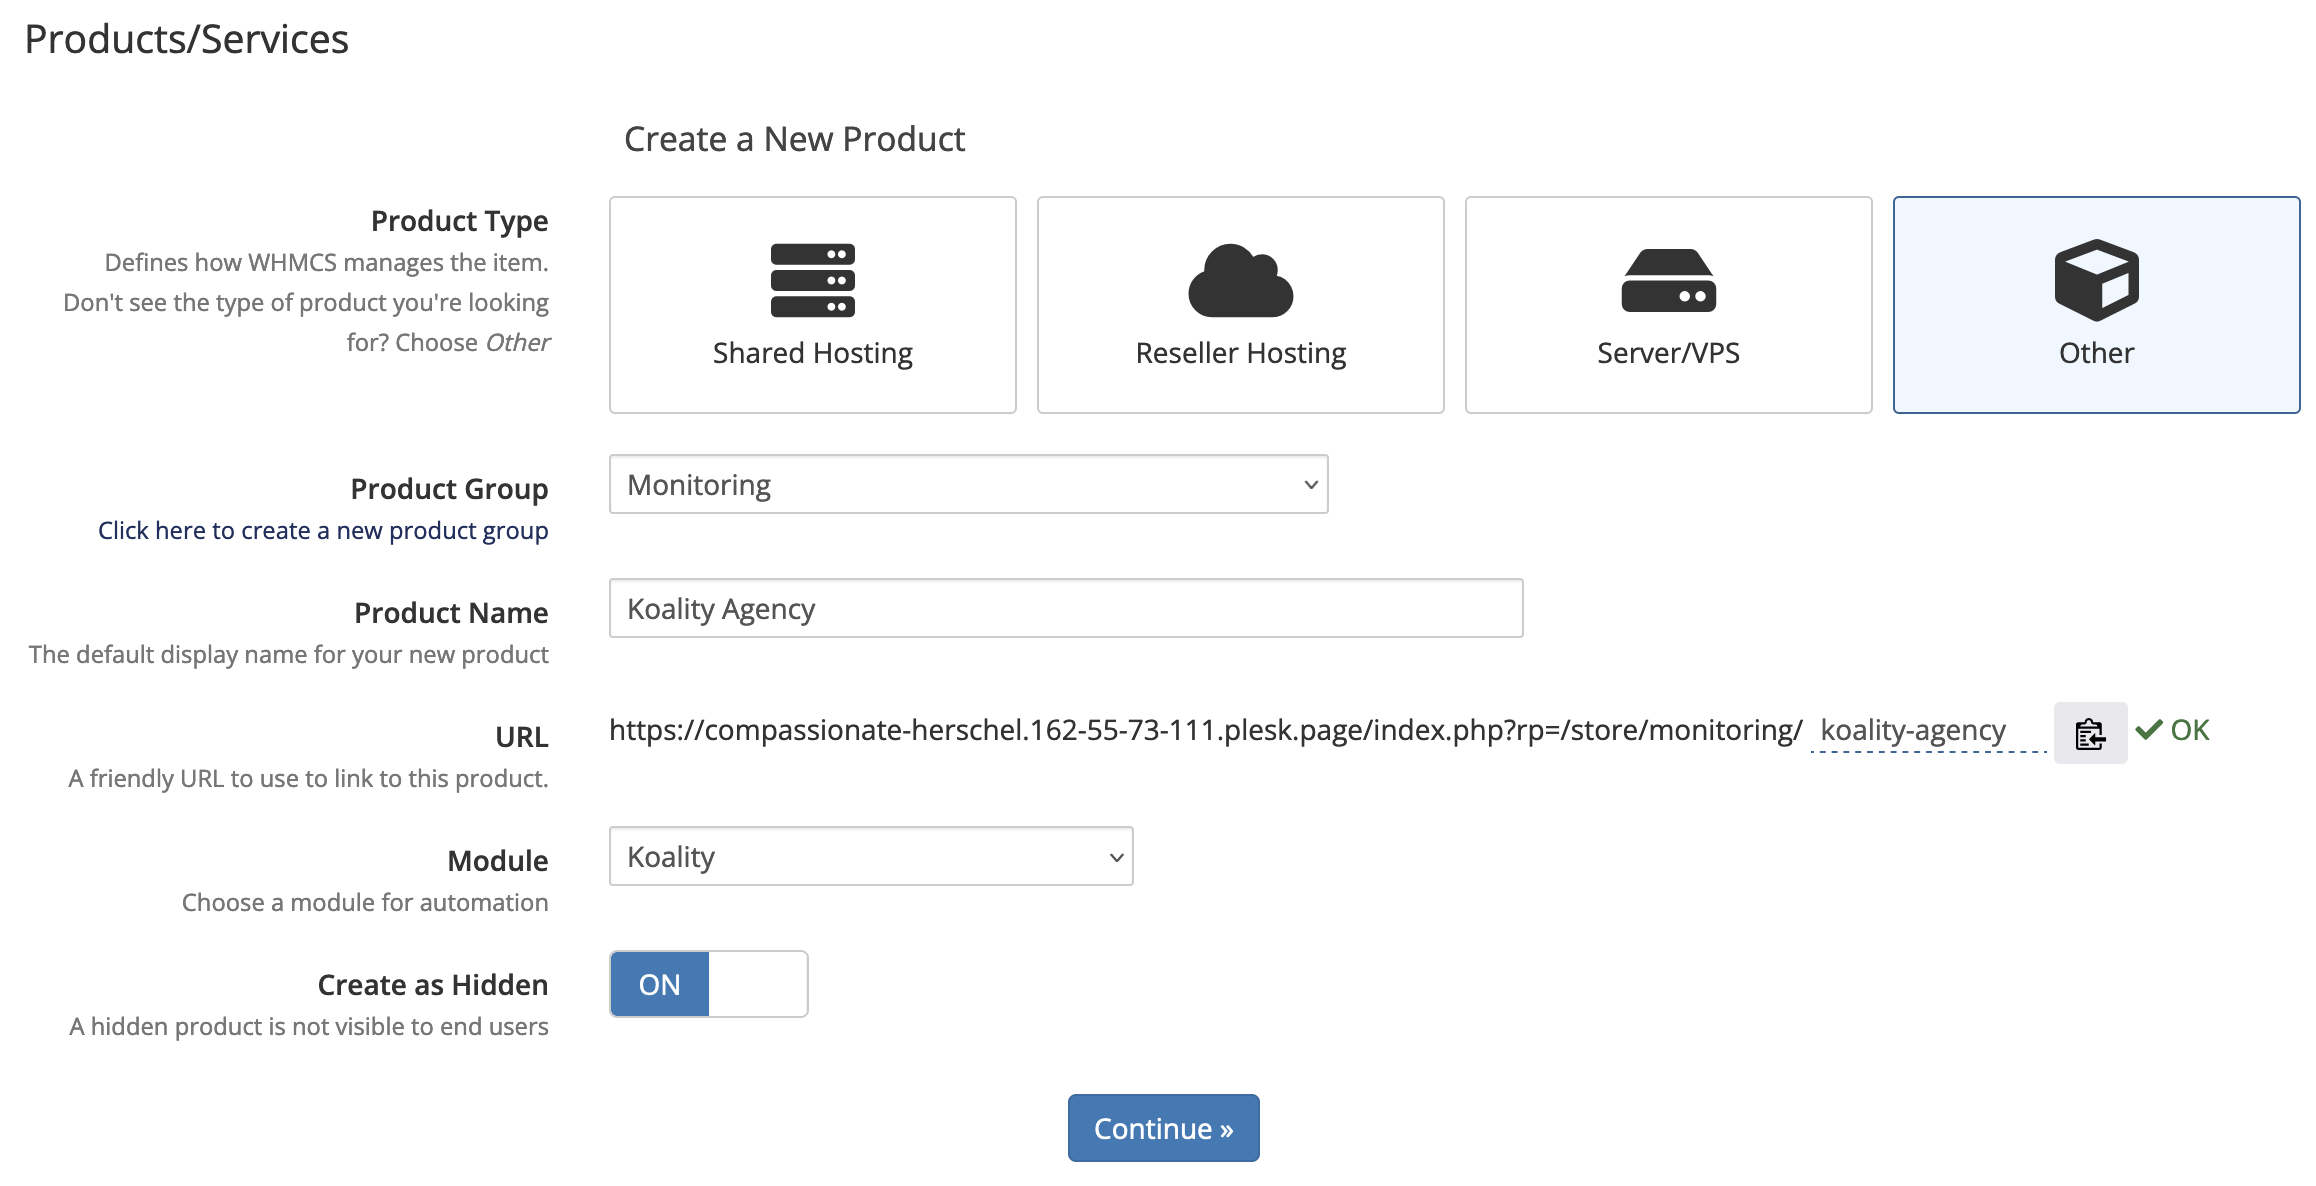 Products/Services
Create a New Product
Product Type
Defines how WHMCS manages the item.
Don't see the type of product you're looking
for? Choose Other
Shared Hosting
Reseller Hosting
Server/VPS
Other
Product Group
Click here to create a new product group
Monitoring
Product Name
The default display name for your new product
Koality Agency
URL
A friendly URL to use to link to this product.
https://compassionate-herschel.162-55-73-111.plesk.page/index.php?rp=/store/monitoring/ koality-agency OK
Module
Choose a module for automation
Koality
Create as Hidden
A hidden product is not visible to end users
ON
Continue »